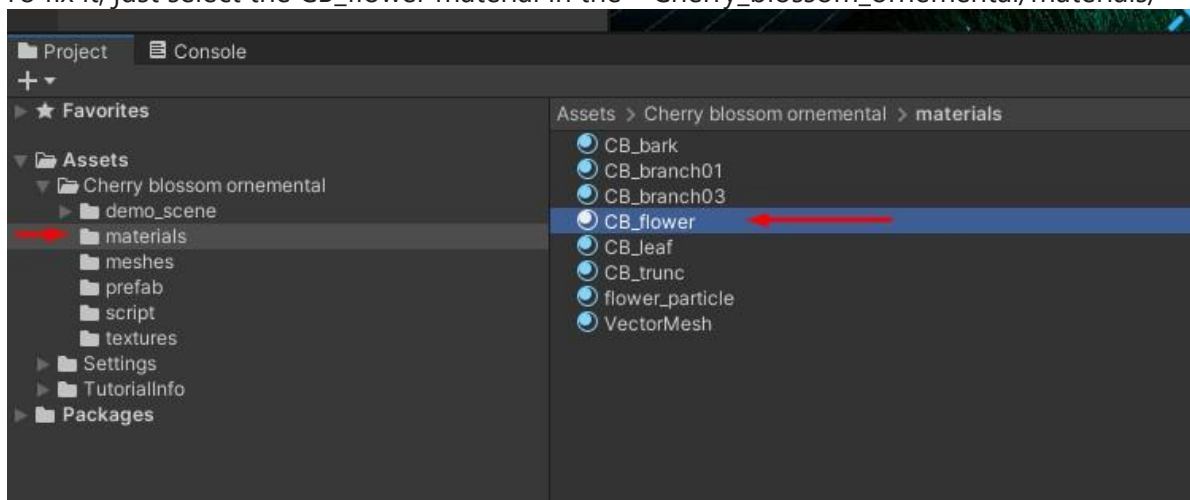 To fix it, just select the CB_flower material in the "Cherry_blossom_ornemental/materials/"
Project
Console
Favorites
Assets
Cherry blossom ornemental
demo_scene
materials
meshes
prefab
script
textures
Settings
TutorialInfo
Packages
Assets > Cherry blossom ornemental > materials
CB_bark
CB_branch01
CB_branch03
CB_flower
CB_leaf
CB_trunc
flower_particle
VectorMesh